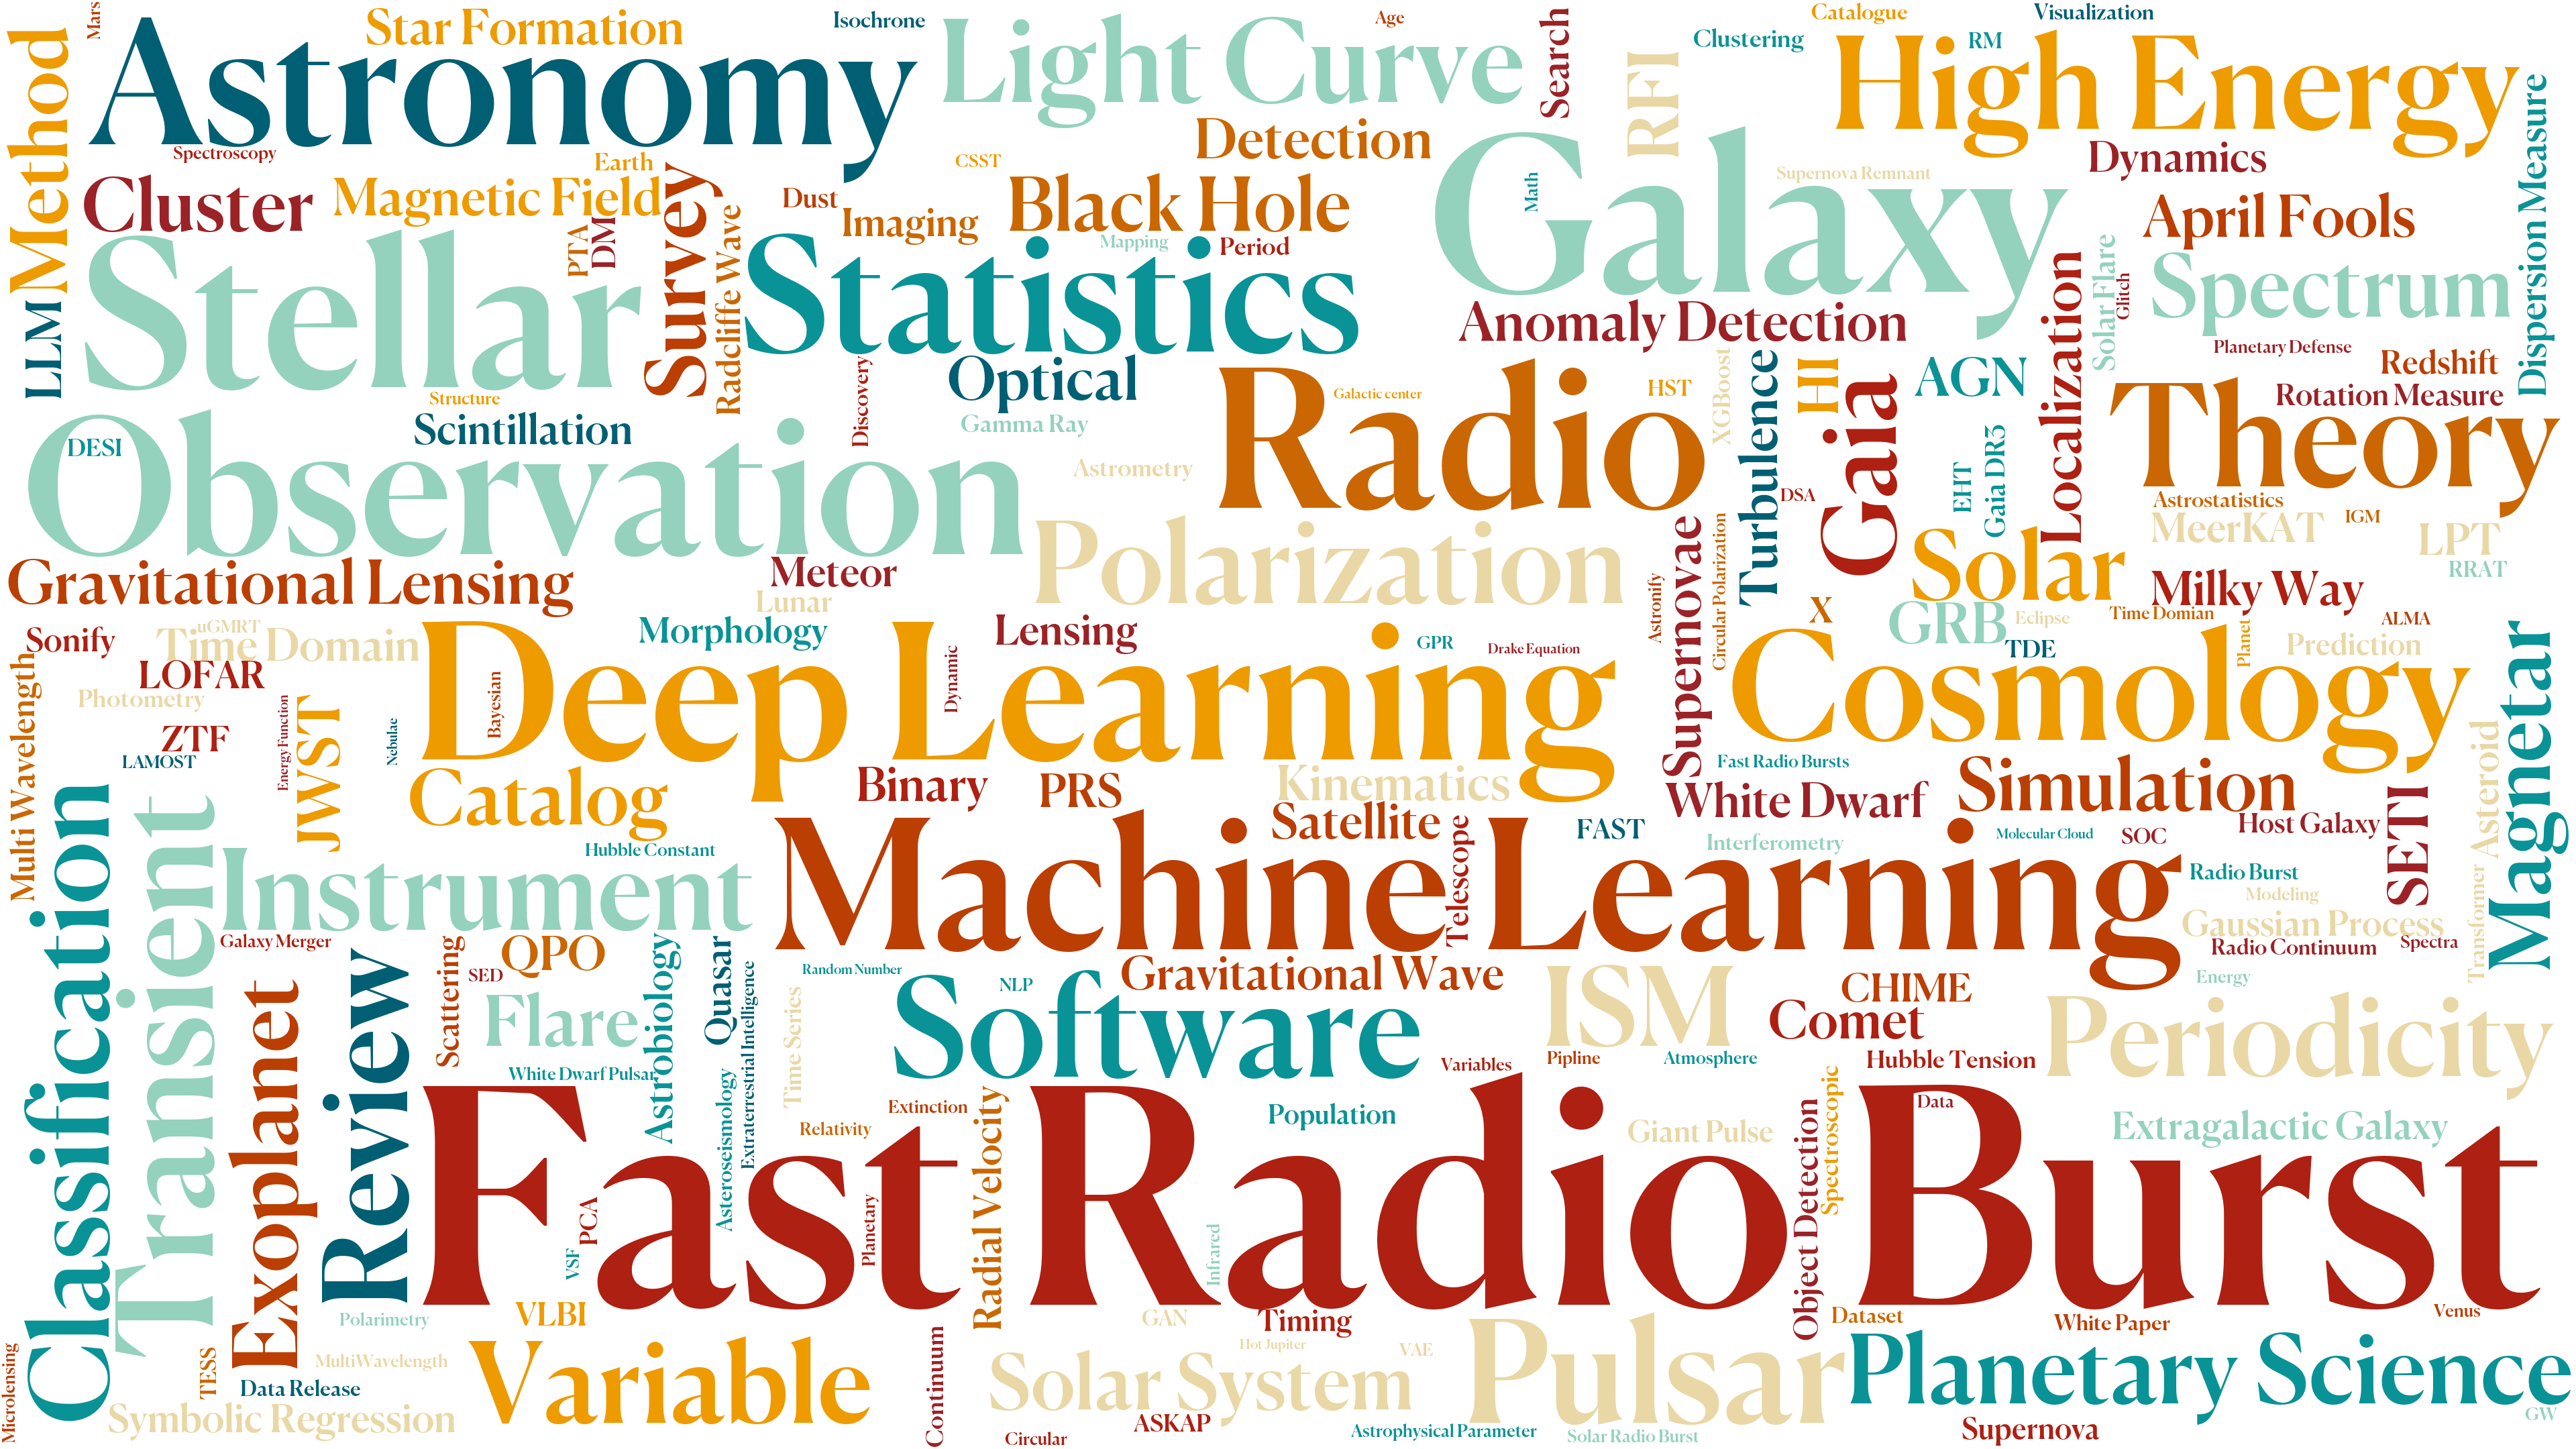 Mars
Star Formation
Isochrone
Age
Catalogue
Visualization
Astronomy
Light Curve
Search
Clustering
RM
High Energy
Method
RFI
Detection
Spectroscopy
Earth
CSST
Dynamics
Dispersion Measure
Cluster
Magnetic Field
Survey
Dust
Imaging
Black Hole
Math
Supernova Remnant
Galaxy
April Fools
PTA
DM
Radcliffe Wave
Mapping
Period
Stellar
Statistics
Solar Flare
Glitch
Spectrum
Localization
LLM
Anomaly Detection
Planetary Defense
Redshift
Discovery
Optical
Structure
Galactic center
HST
XGBoost
Turbulence
HI
Gaia
AGN
Rotation Measure
Scintillation
Gamma Ray
Radio
Theory
DESI
Observation
Astrometry
DSA
EHT
Gaia DR3
Astrostatistics
MeerKAT
IGM
LPT
RRAT
Polarization
Supernovae
Circular Polarization
Solar
Gravitational Lensing
Meteor
Lunar
Astronify
Milky Way
X
GRB
Eclipse
Time Domian
Planet
ALMA
Sonify
uGMRT
Time Domain
Morphology
Lensing
GPR
Drake Equation
TDE
Prediction
Magnetar
LOFAR
Deep Learning
Bayesian
Dynamic
Cosmology
Multi Wavelength
Photometry
Energy Function
JWST
Nebulae
ZTF
LAMOST
Asteroid
Fast Radio Bursts
Catalog
Binary
PRS
Kinematics
White Dwarf
Simulation
Classification
Transient
Satellite
Telescope
FAST
Interferometry
Molecular Cloud
SOC
Host Galaxy
SETI
Hubble Constant
Machine Learning
Instrument
Radio Burst
Modeling
Gaussian Process
Galaxy Merger
Radio Continuum
Spectra
Transformer
Scattering
QPO
SED
Astrobiology
Quasar
Extraterrestrial Intelligence
Random Number
NLP
Gravitational Wave
ISM
CHIME
Energy
Exoplanet
Review
Flare
Time Series
Software
Comet
Periodicity
Variables
Pipline
Atmosphere
Hubble Tension
White Dwarf Pulsar
Asteroseismology
Spectroscopic
Extinction
Relativity
Radial Velocity
Population
Giant Pulse
Object Detection
Data
Extragalactic Galaxy
Fast Radio Burst
VSF
PCA
Planetary
Infrared
Polarimetry
VLBI
GAN
Timing
Dataset
White Paper
Venus
Microlensing
TESS
MultiWavelength
Data Release
Variable
Continuum
Hot Jupiter
VAE
Solar System
Pulsar
Planetary Science
Symbolic Regression
Circular
ASKAP
Astrophysical Parameter
Solar Radio Burst
Supernova
GW